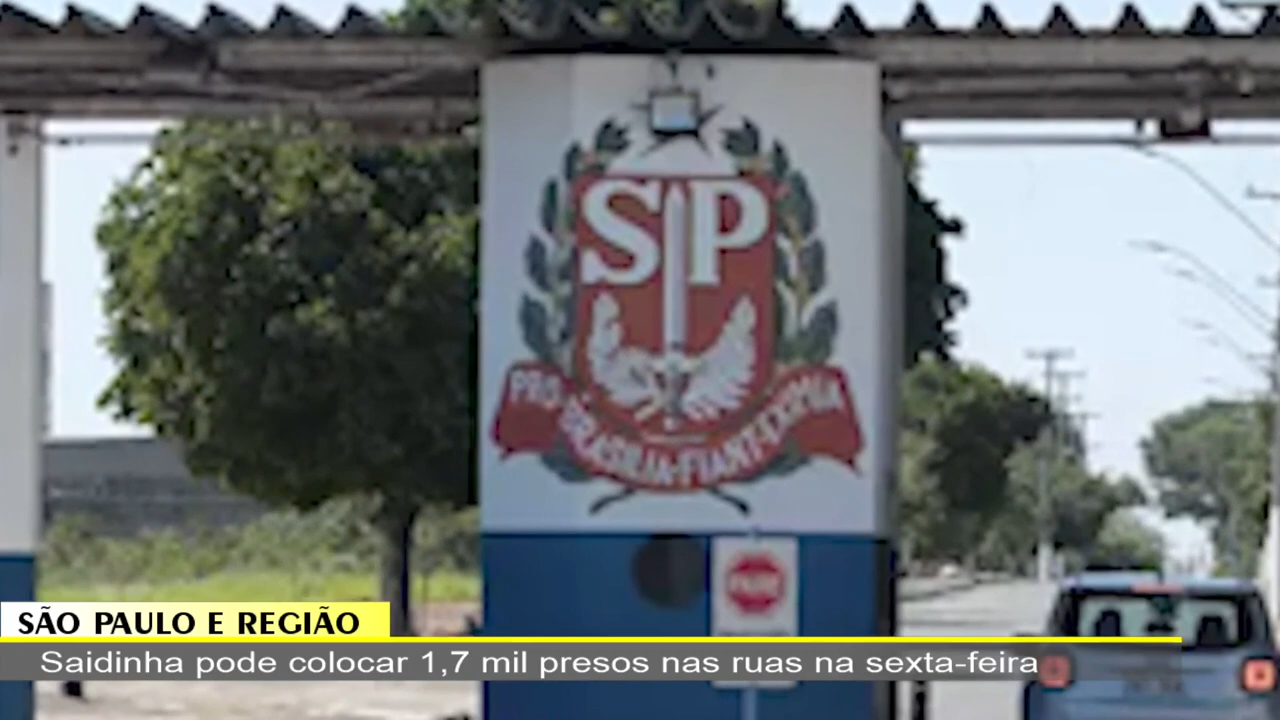 SP
PRO·BRASILIA·FIANT·EXIMIA
PARE
SÃO PAULO E REGIÃO
Saidinha pode colocar 1,7 mil presos nas ruas na sexta-feira